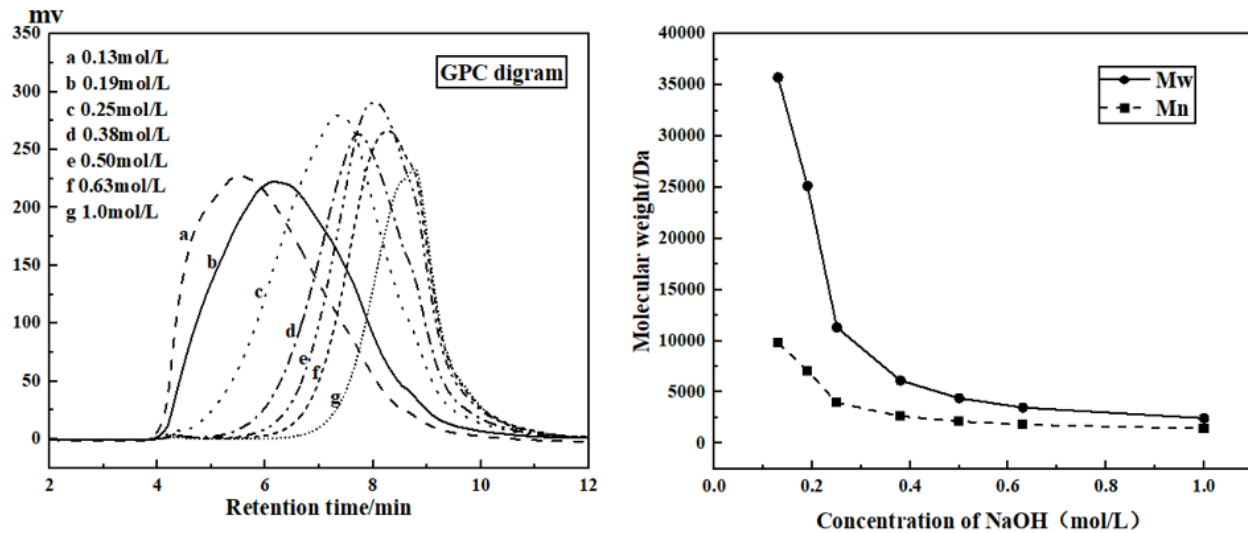 mv
350
300
250
200
150
100
50
0
a 0.13mol/L
b 0.19mol/L
c 0.25mol/L
d 0.38mol/L
e 0.50mol/L
f 0.63mol/L
g 1.0mol/L
GPC digram
a
b
c
d
e
f
g
2 4 6 8 10 12
Retention time/min
Molecular weight/Da
40000
35000
30000
25000
20000
15000
10000
5000
0
Mw
Mn
0.0 0.2 0.4 0.6 0.8 1.0
Concentration of NaOH（mol/L）